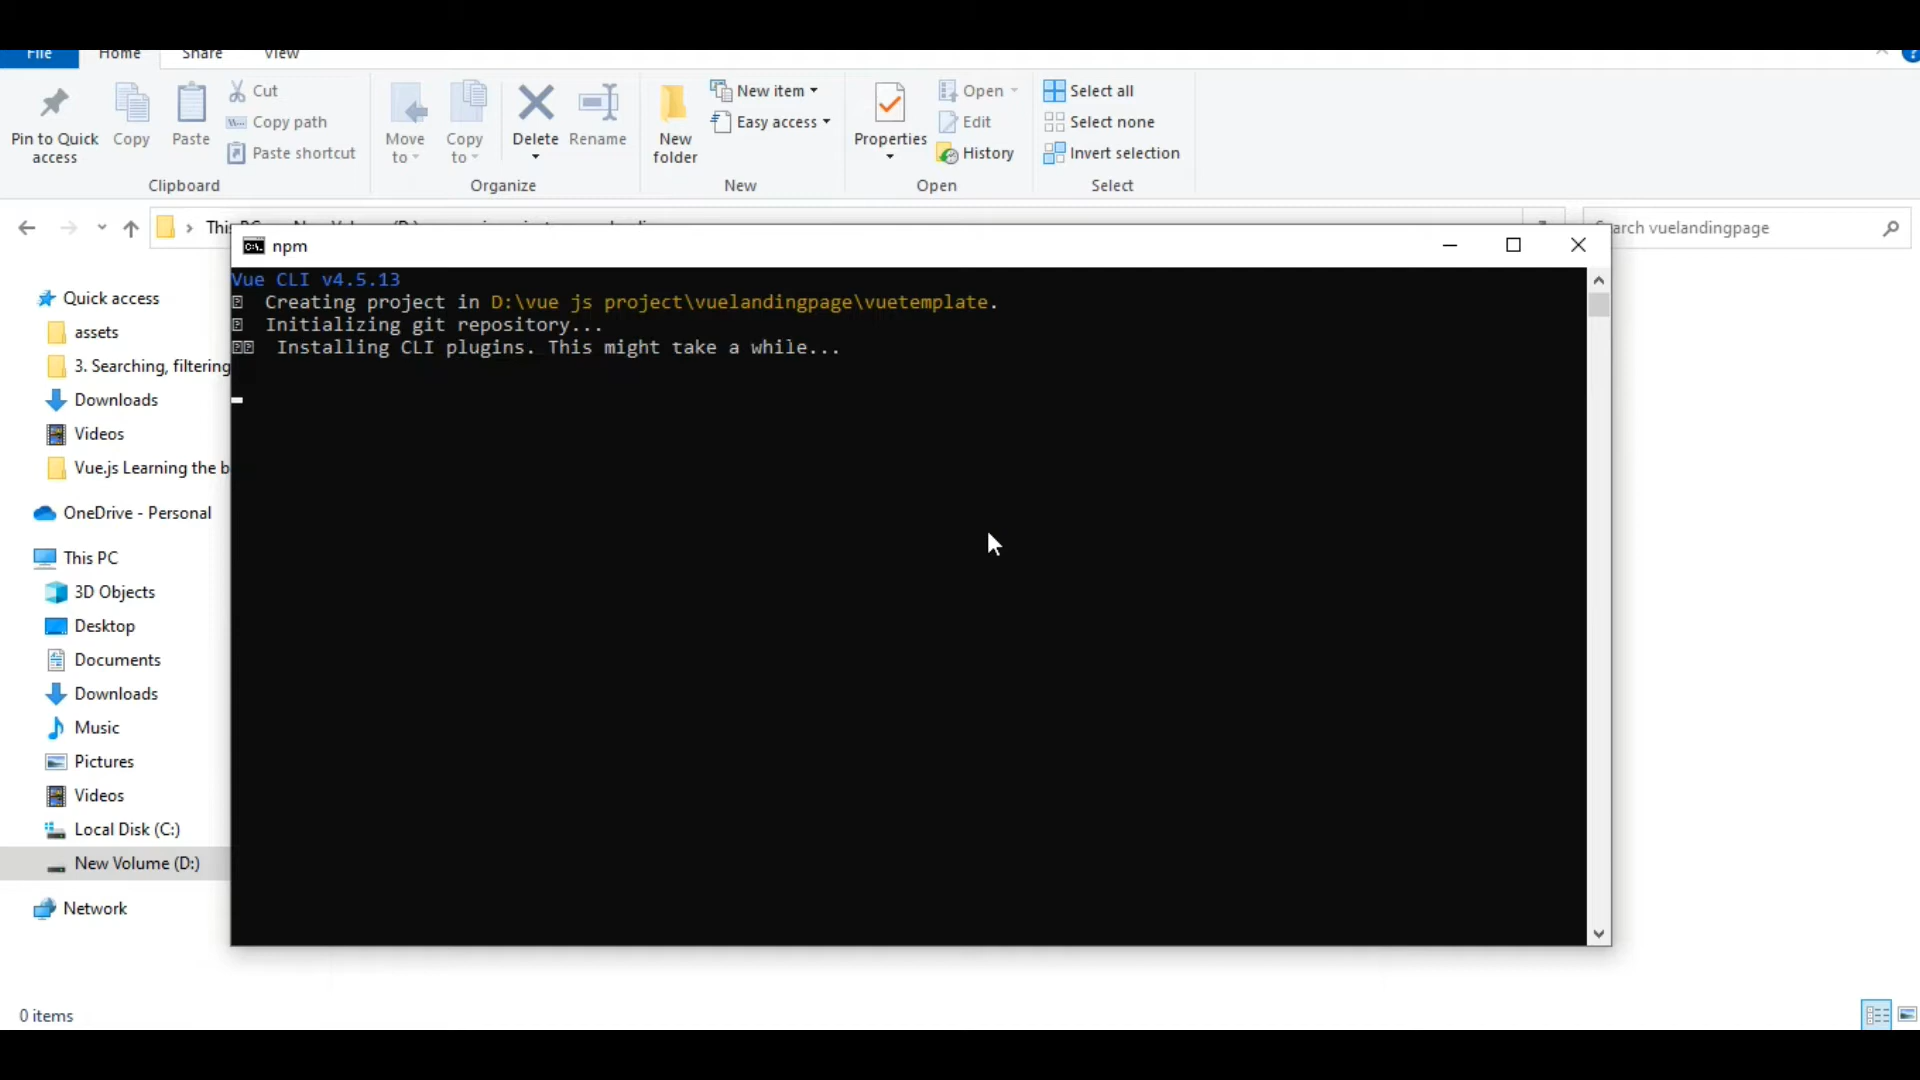 File Home Share View
Pin to Quick access
Copy
Paste
Cut
Copy path
Paste shortcut
Clipboard
Move to
Copy to
Delete
Rename
Organize
New folder
New item
Easy access
New
Properties
Open
Edit
History
Open
Select all
Select none
Invert selection
Select
vuelandingpage
npm
Vue CLI v4.5.13
Creating project in D:\vue js project\vuelandingpage\vuetemplate.
Initializing git repository...
Installing CLI plugins. This might take a while...
Quick access
assets
3. Searching, filtering
Downloads
Videos
Vue.js Learning the
OneDrive - Personal
This PC
3D Objects
Desktop
Documents
Downloads
Music
Pictures
Videos
Local Disk (C:)
New Volume (D:)
Network
0 items